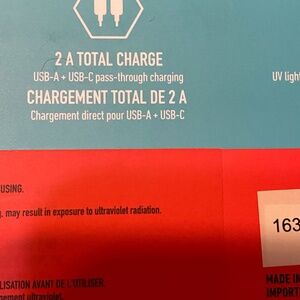 2 A TOTAL CHARGE
USB-A + USB-C pass-through charging
CHARGEMENT TOTAL DE 2 A
Chargement direct pour USB-A + USB-C
UV light
USING.
may result in exposure to ultraviolet radiation.
163
LISATION AVANT DE L'UTILISER.
nement ultraviolet.
MADE IN
IMPORT